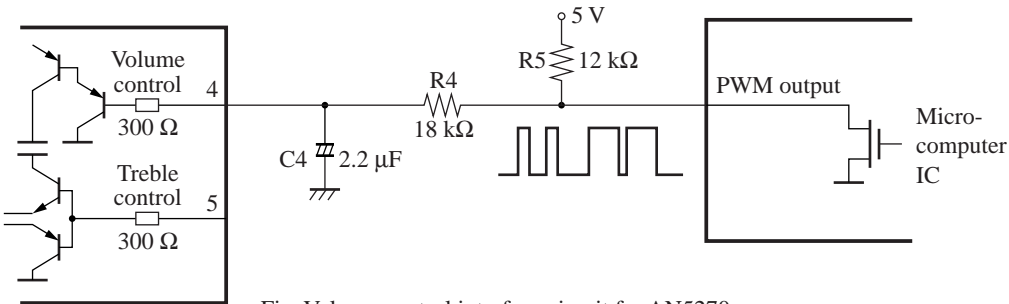 5 V
R5
12 kΩ
Volume
control
4
300 Ω
R4
18 kΩ
C4
2.2 μF
PWM output
Micro-
computer
IC
Treble
control
5
300 Ω